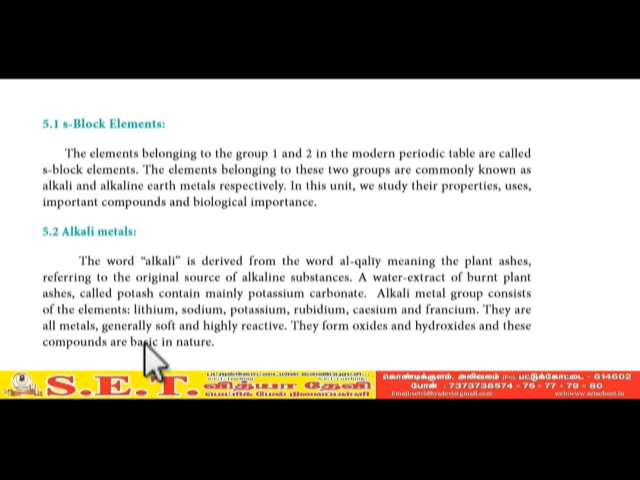 5.1 s-Block Elements:
The elements belonging to the group 1 and 2 in the modern periodic table are called
s-block elements. The elements belonging to these two groups are commonly known as
alkali and alkaline earth metals respectively. In this unit, we study their properties, uses,
important compounds and biological importance.
5.2 Alkali metals:
The word “alkali” is derived from the word al-qalīy meaning the plant ashes,
referring to the original source of alkaline substances. A water-extract of burnt plant
ashes, called potash contain mainly potassium carbonate. Alkali metal group consists
of the elements: lithium, sodium, potassium, rubidium, caesium and francium. They are
all metals, generally soft and highly reactive. They form oxides and hydroxides and these
compounds are basic in nature.
S.E.T.
வித்யா தேவி
கொண்டிக்குளம், பட்டுக்கோட்டை - 614602
போன் : 7373738574 - 75 - 77 - 79 - 80